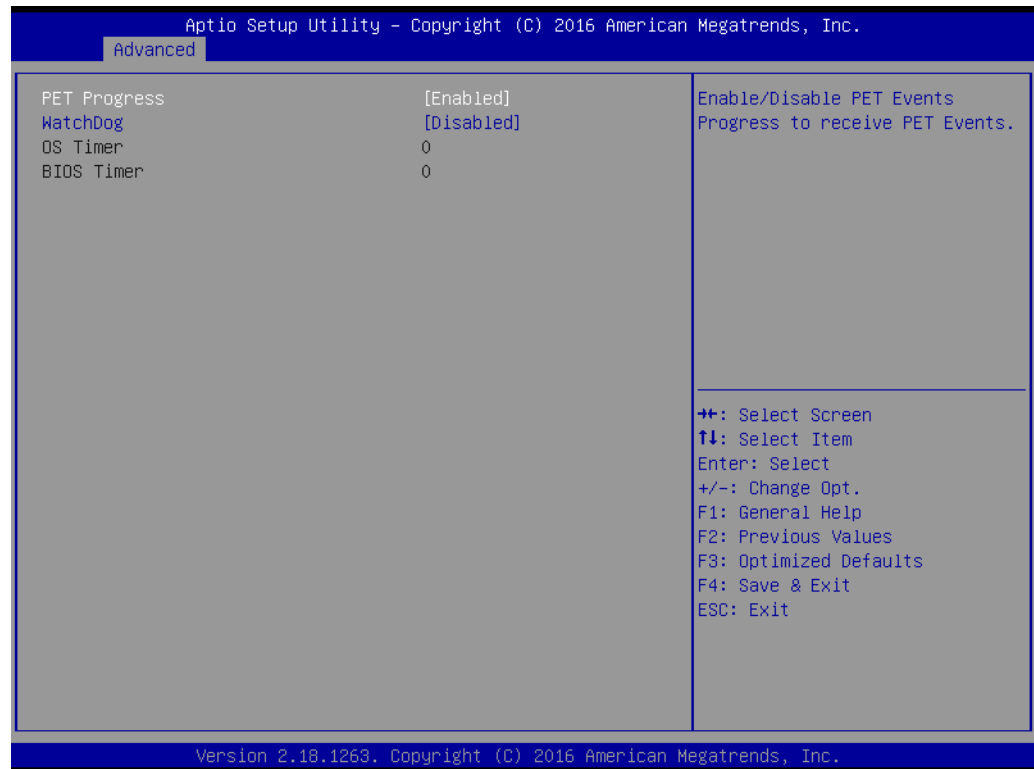 Aptio Setup Utility – Copyright (C) 2016 American Megatrends, Inc.
Advanced
PET Progress [Enabled]
WatchDog [Disabled]
OS Timer 0
BIOS Timer 0
Enable/Disable PET Events
Progress to receive PET Events.
→←: Select Screen
↑↓: Select Item
Enter: Select
+/-: Change Opt.
F1: General Help
F2: Previous Values
F3: Optimized Defaults
F4: Save & Exit
ESC: Exit
Version 2.18.1263. Copyright (C) 2016 American Megatrends, Inc.